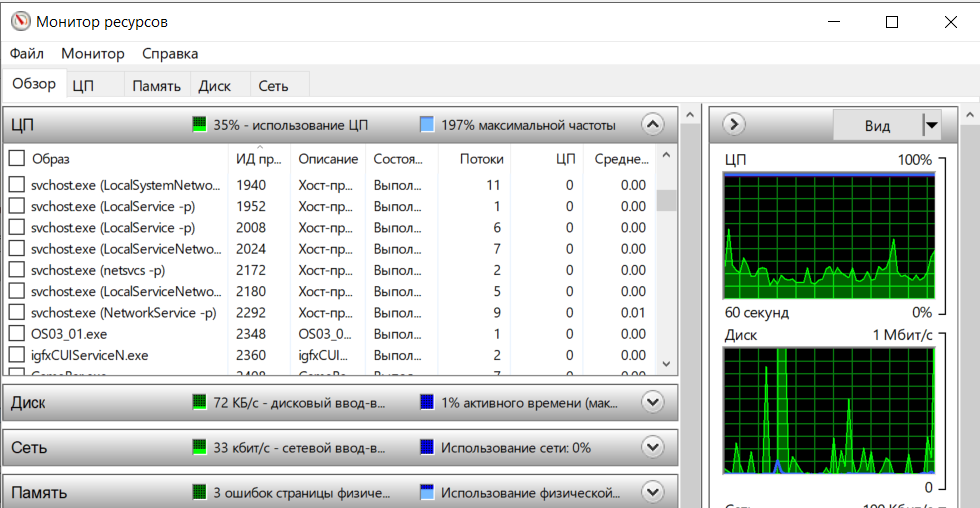 Монитор ресурсов
Файл Монитор Справка
Обзор ЦП Память Диск Сеть
ЦП 35% - использование ЦП 197% максимальной частоты
Образ ИД пр... Описание Состоя... Потоки ЦП Средне...
svchost.exe (LocalSystemNetwo... 1940 Хост-пр... Выпол... 11 0 0.00
svchost.exe (LocalService -p) 1952 Хост-пр... Выпол... 1 0 0.00
svchost.exe (LocalService -p) 2008 Хост-пр... Выпол... 6 0 0.00
svchost.exe (LocalServiceNetwo... 2024 Хост-пр... Выпол... 7 0 0.00
svchost.exe (netsvcs -p) 2172 Хост-пр... Выпол... 2 0 0.00
svchost.exe (LocalServiceNetwo... 2180 Хост-пр... Выпол... 5 0 0.00
svchost.exe (NetworkService -p) 2292 Хост-пр... Выпол... 9 0 0.01
OS03_01.exe 2348 OS03_0... Выпол... 1 0 0.00
igfxCUIServiceN.exe 2360 igfxCUI... Выпол... 2 0 0.00
Диск 72 КБ/с - дисковый ввод-в... 1% активного времени (мак...
Сеть 33 кбит/с - сетевой ввод-в... Использование сети: 0%
Память 3 ошибок страницы физиче... Использование физической...
Вид
ЦП 100%
60 секунд 0%
Диск 1 Мбит/с
0